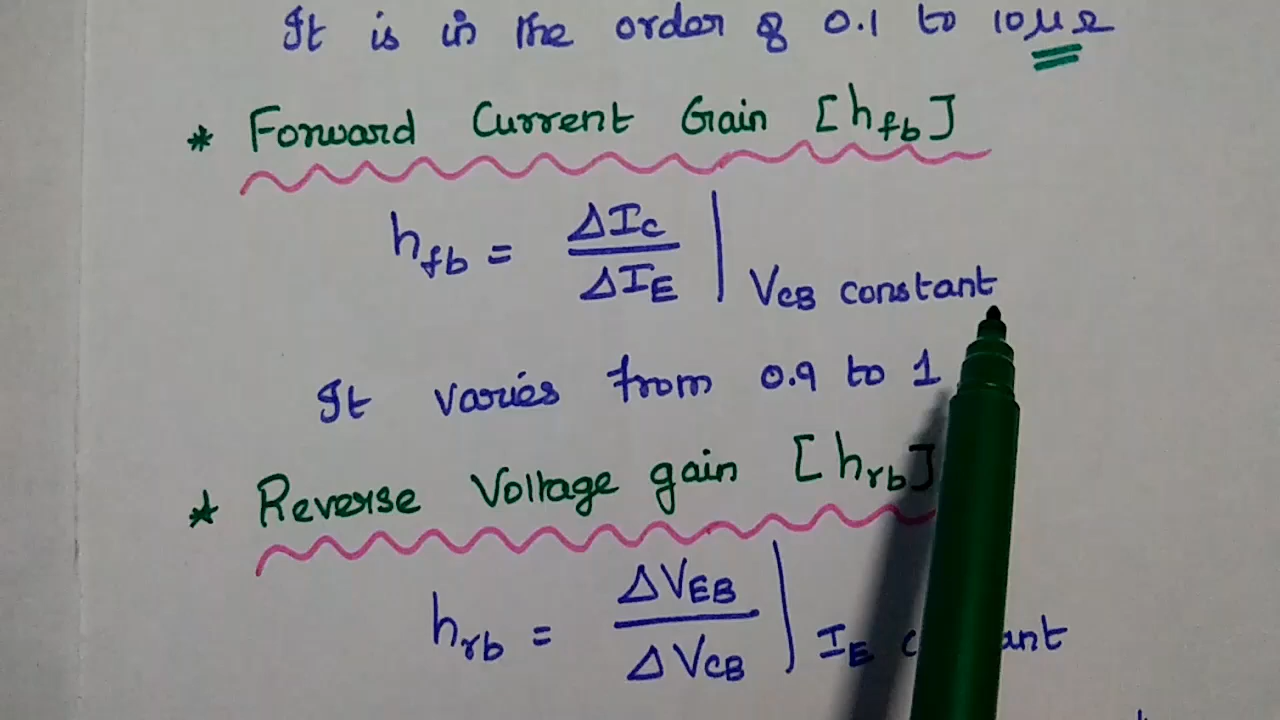 It is in the order of 0.1 to 10 μ℧
* Forward Current Gain [hfb]
hfb = ΔIC / ΔIE | VCB constant
It varies from 0.9 to 1
* Reverse Voltage gain [hrb]
hrb = ΔVEB / ΔVCB | IE